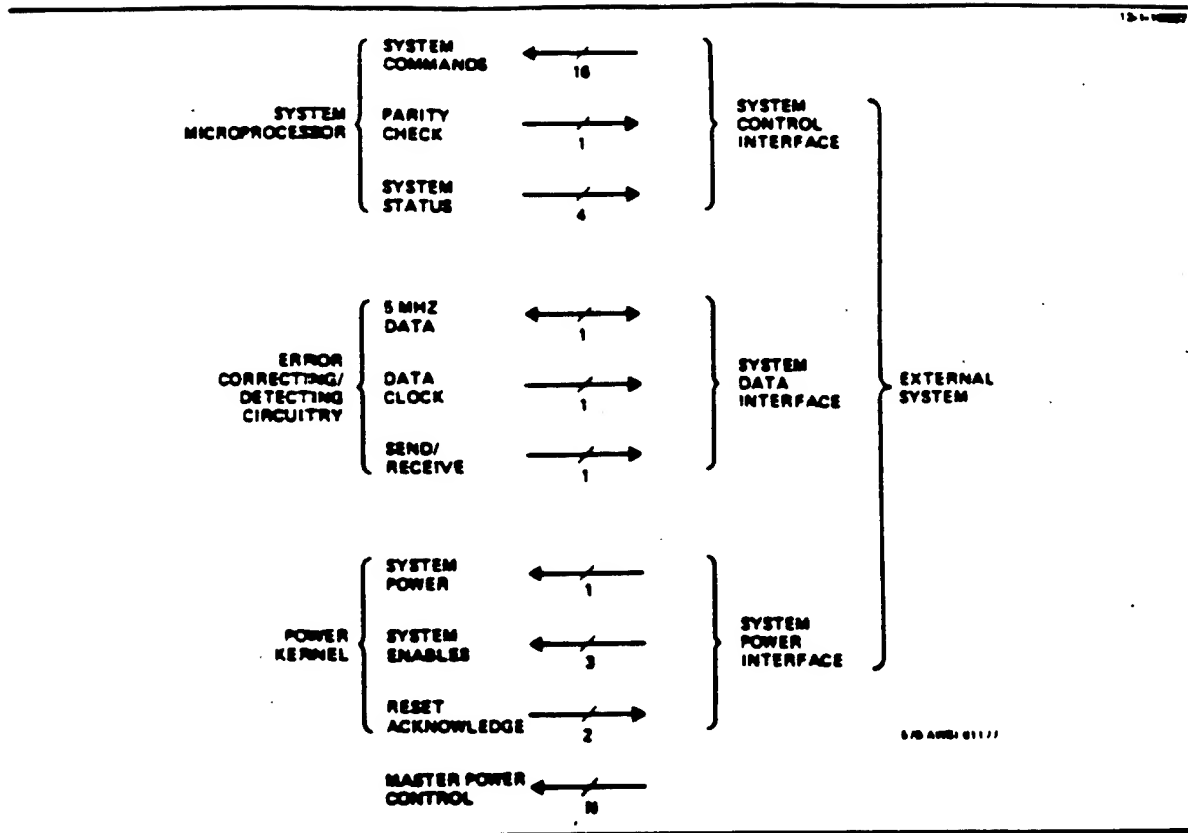 SYSTEM
COMMANDS
16
SYSTEM
MICROPROCESSOR
PARITY
CHECK
1
SYSTEM
CONTROL
INTERFACE
SYSTEM
STATUS
4
5 MHZ
DATA
1
ERROR
CORRECTING/
DETECTING
CIRCUITRY
DATA
CLOCK
1
SYSTEM
DATA
INTERFACE
EXTERNAL
SYSTEM
SEND/
RECEIVE
1
SYSTEM
POWER
1
POWER
KERNEL
SYSTEM
ENABLES
3
SYSTEM
POWER
INTERFACE
RESET
ACKNOWLEDGE
2
MASTER POWER
CONTROL
N